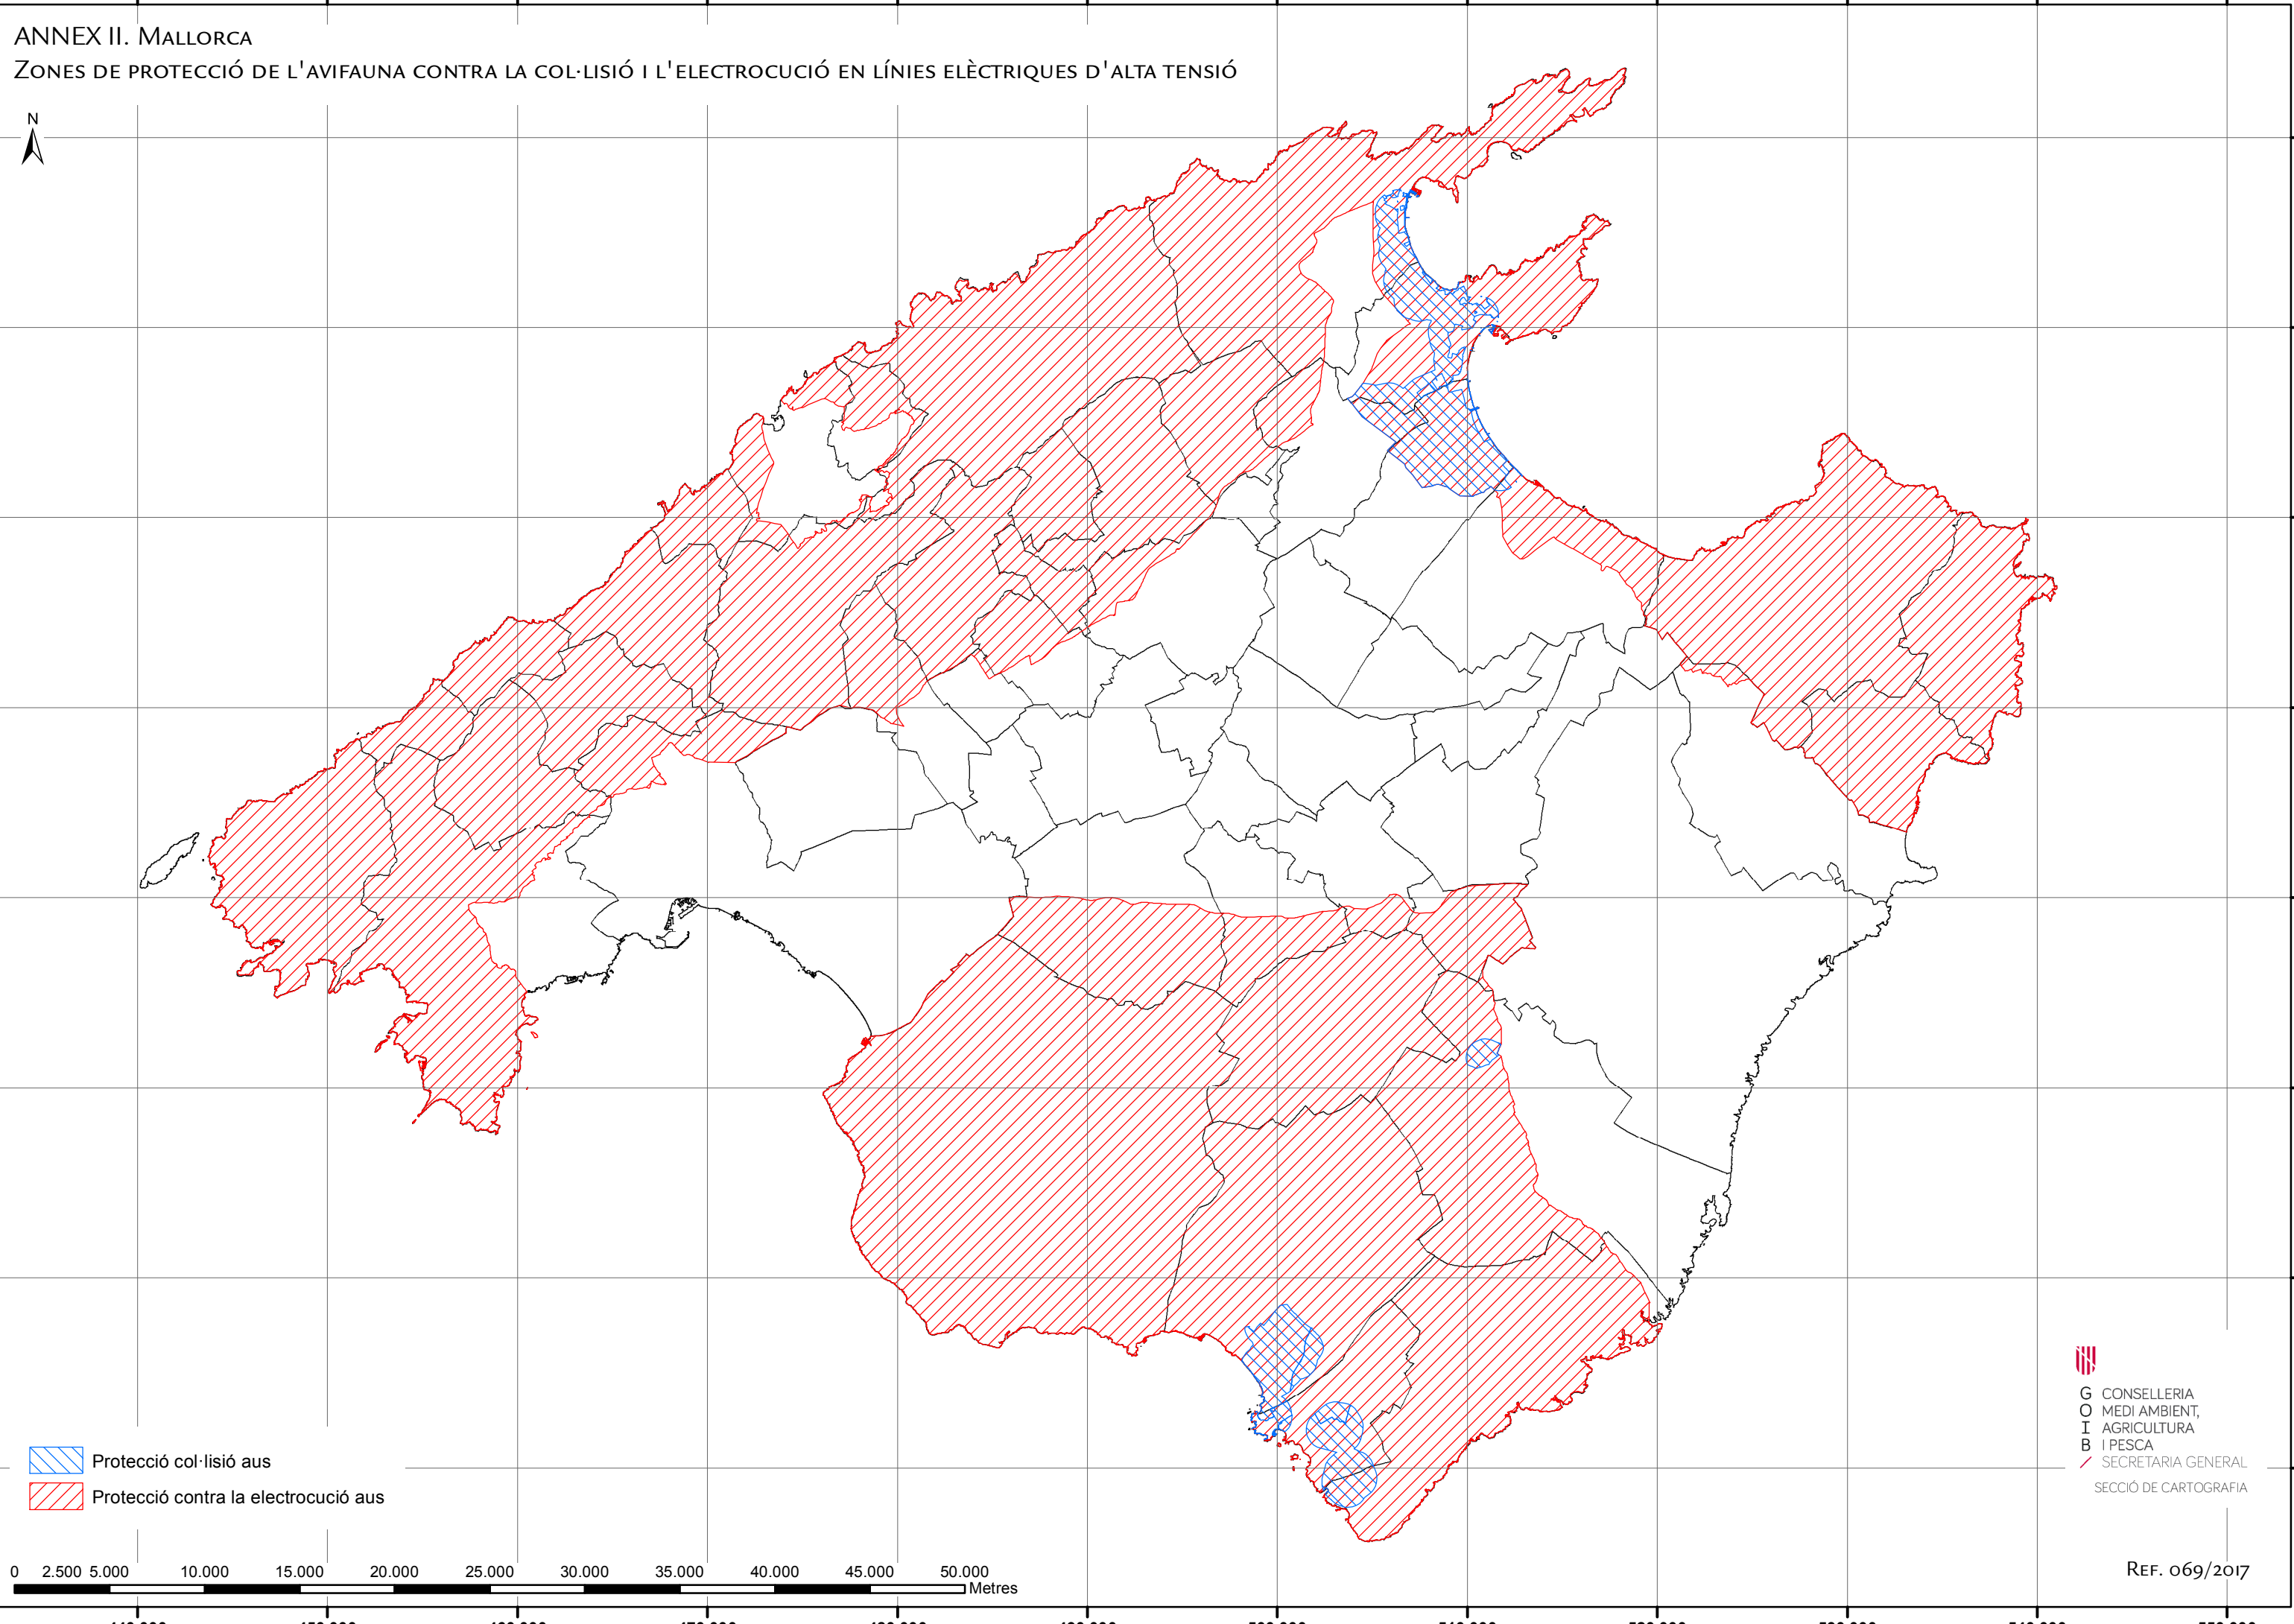 ANNEX II. MALLORCA
ZONES DE PROTECCIÓ DE L'AVIFAUNA CONTRA LA COL·LISIÓ I L'ELECTROCUCIÓ EN LÍNIES ELÈCTRIQUES D'ALTA TENSIÓ
N
Protecció col·lisió aus
Protecció contra la electrocució aus
0 2.500 5.000 10.000 15.000 20.000 25.000 30.000 35.000 40.000 45.000 50.000
Metres
G CONSELLERIA
O MEDI AMBIENT,
I AGRICULTURA
B I PESCA
/ SECRETARIA GENERAL
SECCIÓ DE CARTOGRAFIA
REF. 069/2017